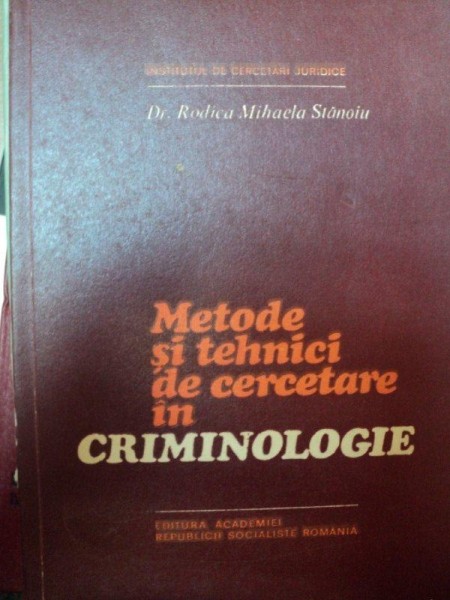 INSTITUTUL DE CERCETĂRI JURIDICE
Dr. Rodica Mihaela Stănoiu
Metode
și tehnici
de cercetare
în
CRIMINOLOGIE
EDITURA ACADEMIEI
REPUBLICII SOCIALISTE ROMÂNIA